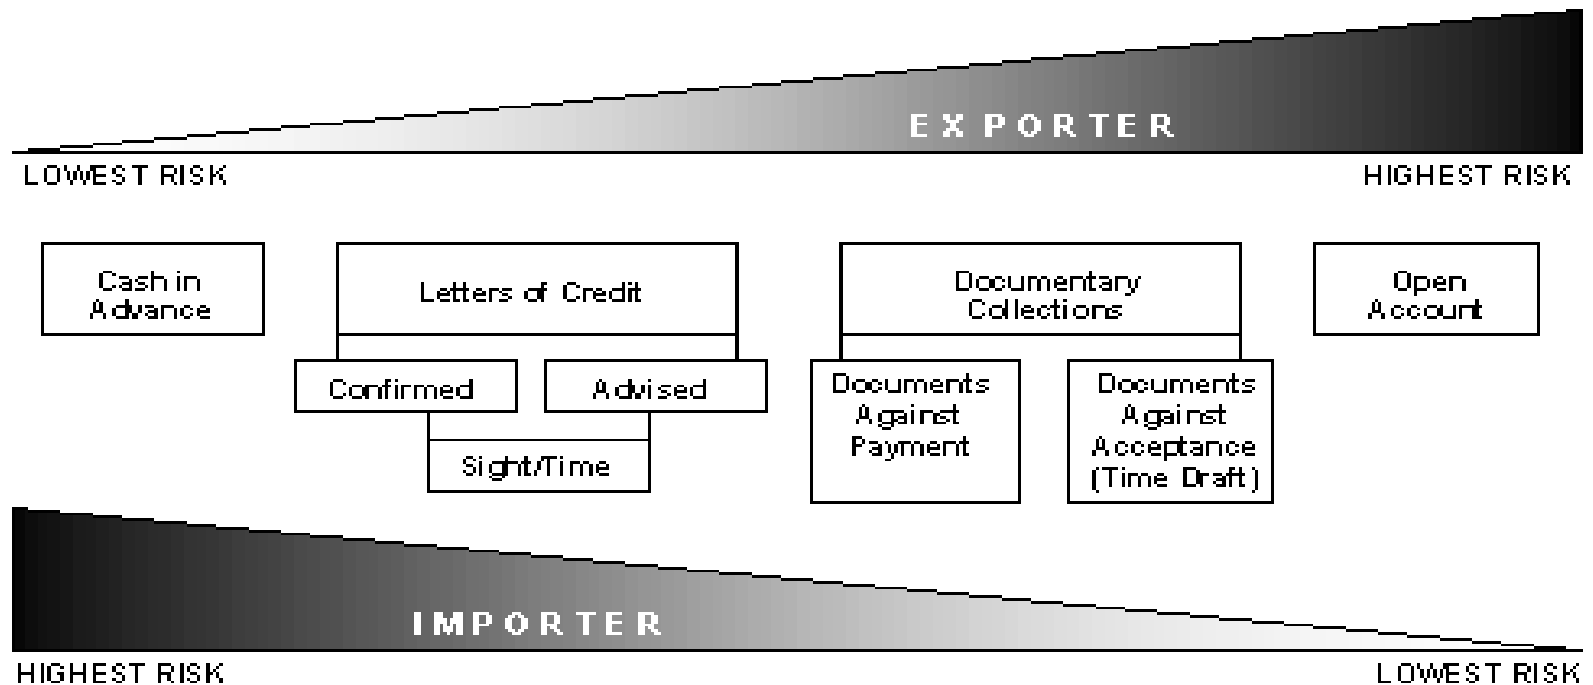 EXPORTER
LOWEST RISK
HIGHEST RISK
Cash in
Advance
Letters of Credit
Confirmed
Advised
Sight/Time
Documentary
Collections
Documents
Against
Payment
Documents
Against
Acceptance
(Time Draft)
Open
Account
IMPORTER
HIGHEST RISK
LOWEST RISK